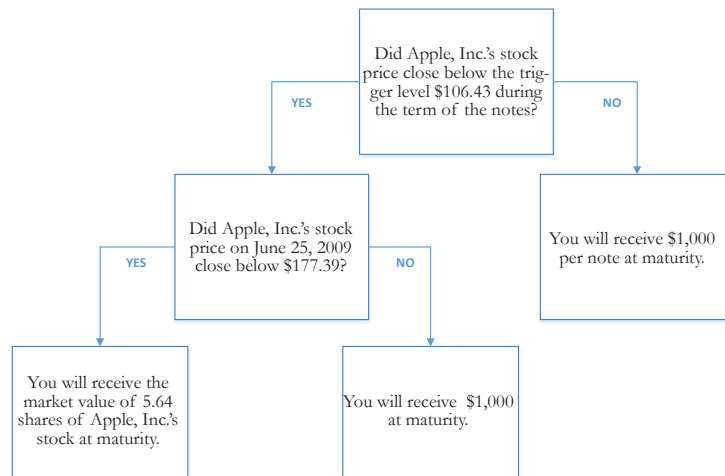 Did Apple, Inc.'s stock
price close below the trig-
ger level $106.43 during
the term of the notes?
YES
NO
Did Apple, Inc.'s stock
price on June 25, 2009
close below $177.39?
You will receive $1,000
per note at maturity.
YES
NO
You will receive the
market value of 5.64
shares of Apple, Inc.'s
stock at maturity.
You will receive $1,000
at maturity.